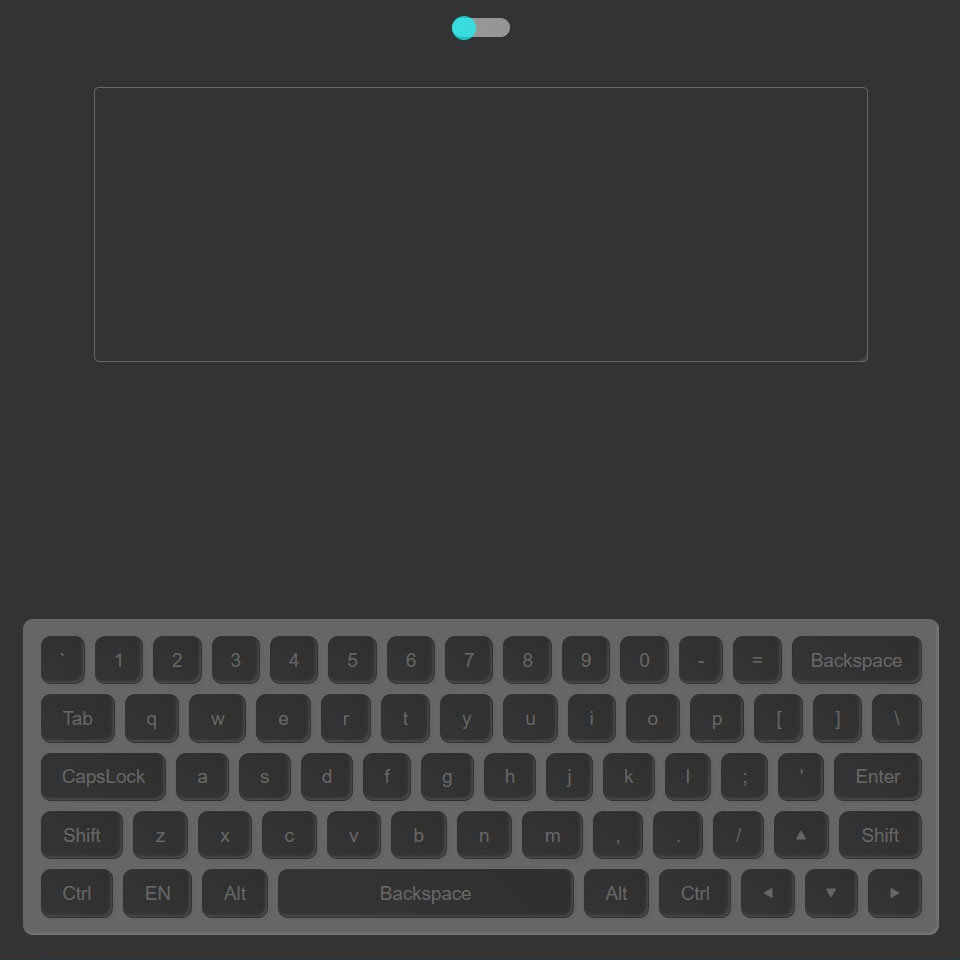 ` 1 2 3 4 5 6 7 8 9 0 - = Backspace
Tab q w e r t y u i o p [ ] \
CapsLock a s d f g h j k l ; ' Enter
Shift z x c v b n m , . / ▲ Shift
Ctrl EN Alt Backspace Alt Ctrl ◄ ▼ ►